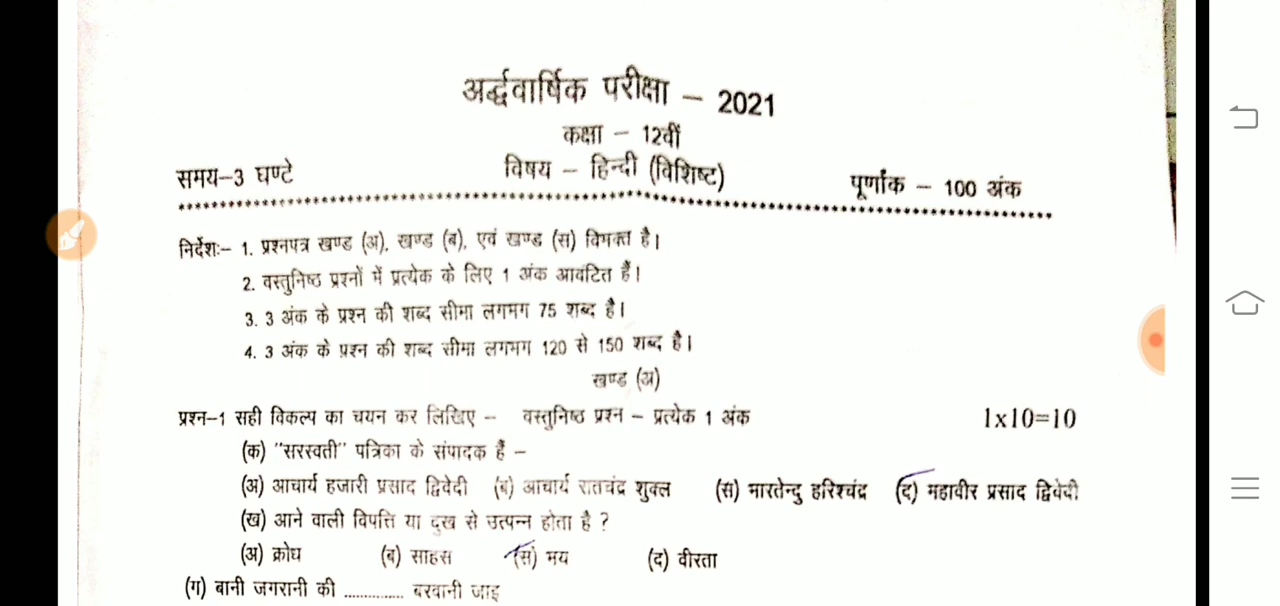 अर्द्धवार्षिक परीक्षा – 2021
कक्षा – 12वीं
समय–3 घण्टे विषय – हिन्दी (विशिष्ट) पूर्णांक – 100 अंक
निर्देशः– 1. प्रश्नपत्र खण्ड (अ), खण्ड (ब), एवं खण्ड (स) विभक्त है।
2. वस्तुनिष्ठ प्रश्नों में प्रत्येक के लिए 1 अंक आवंटित हैं।
3. 3 अंक के प्रश्न की शब्द सीमा लगभग 75 शब्द है।
4. 3 अंक के प्रश्न की शब्द सीमा लगभग 120 से 150 शब्द है।
खण्ड (अ)
प्रश्न–1 सही विकल्प का चयन कर लिखिए – वस्तुनिष्ठ प्रश्न – प्रत्येक 1 अंक 1x10=10
(क) "सरस्वती" पत्रिका के संपादक हैं –
(अ) आचार्य हजारी प्रसाद द्विवेदी (ब) आचार्य रातचंद्र शुक्ल (स) भारतेन्दु हरिश्चंद्र (द) महावीर प्रसाद द्विवेदी
(ख) आने वाली विपत्ति या दुख से उत्पन्न होता है ?
(अ) क्रोध (ब) साहस (स) भय (द) वीरता
(ग) बानी जगरानी की ............. बरवानी जाइ